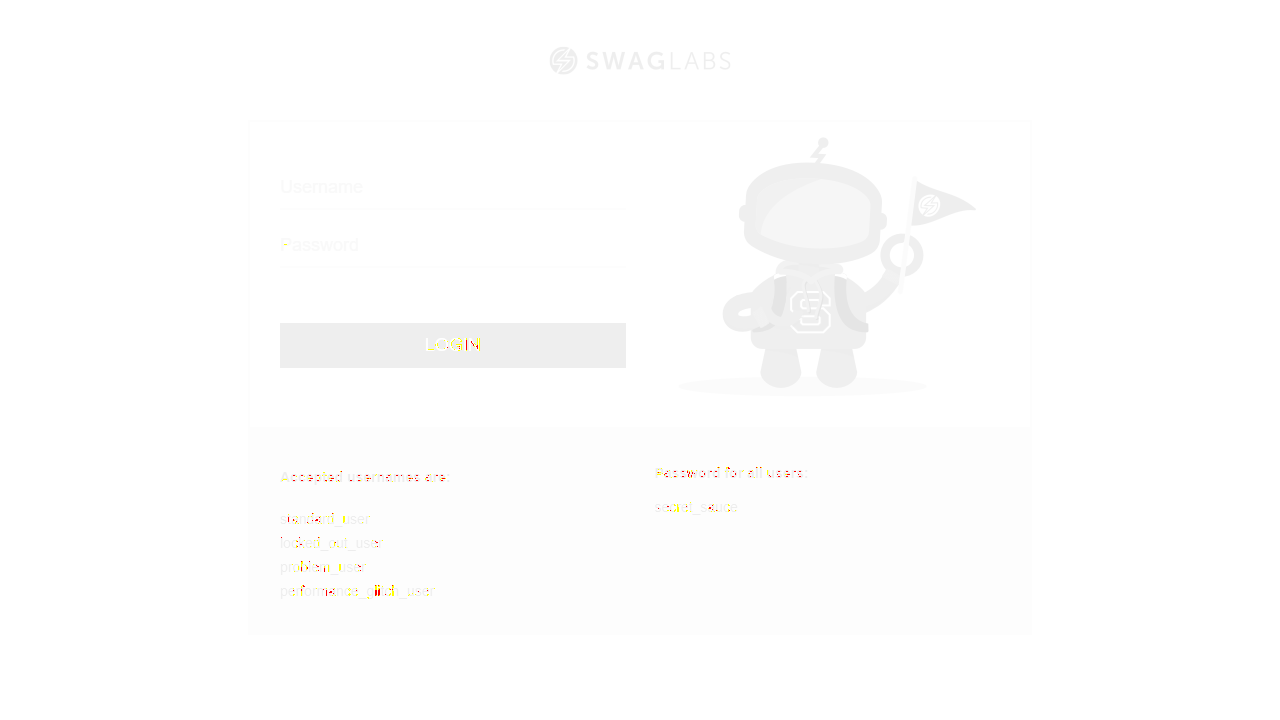 SWAGLABS
Username
Password
LOGIN
Accepted usernames are:
standard_user
locked_out_user
problem_user
performance_glitch_user
Password for all users:
secret_sauce